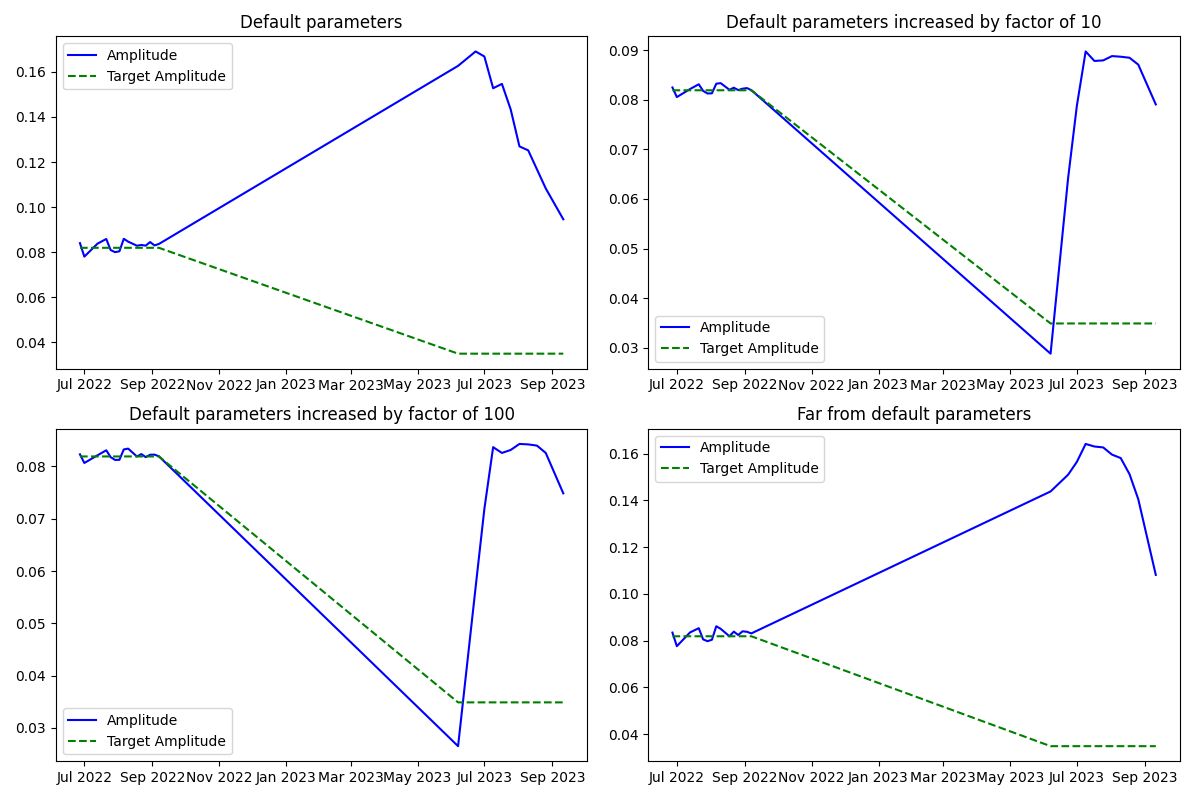 Default parameters
Amplitude
Target Amplitude
0.16
0.14
0.12
0.10
0.08
0.06
0.04
Jul 2022 Sep 2022 Nov 2022 Jan 2023 Mar 2023 May 2023 Jul 2023 Sep 2023
Default parameters increased by factor of 10
0.09
0.08
0.07
0.06
0.05
0.04
0.03
Amplitude
Target Amplitude
Jul 2022 Sep 2022 Nov 2022 Jan 2023 Mar 2023 May 2023 Jul 2023 Sep 2023
Default parameters increased by factor of 100
0.08
0.07
0.06
0.05
0.04
0.03
Amplitude
Target Amplitude
Jul 2022 Sep 2022 Nov 2022 Jan 2023 Mar 2023 May 2023 Jul 2023 Sep 2023
Far from default parameters
Amplitude
Target Amplitude
0.16
0.14
0.12
0.10
0.08
0.06
0.04
Jul 2022 Sep 2022 Nov 2022 Jan 2023 Mar 2023 May 2023 Jul 2023 Sep 2023